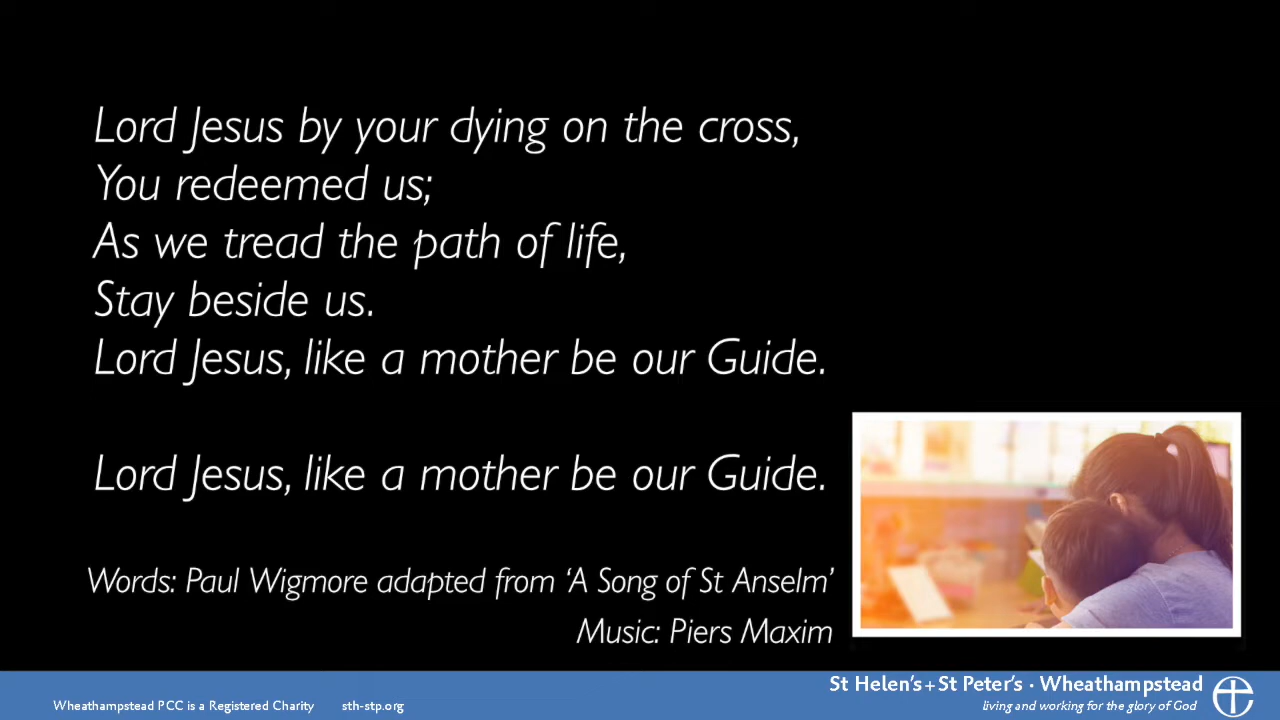 Lord Jesus by your dying on the cross,
You redeemed us;
As we tread the path of life,
Stay beside us.
Lord Jesus, like a mother be our Guide.
Lord Jesus, like a mother be our Guide.
Words: Paul Wigmore adapted from ‘A Song of St Anselm’
Music: Piers Maxim
St Helen's+St Peter's · Wheathampstead
living and working for the glory of God
Wheathampstead PCC is a Registered Charity sth-stp.org